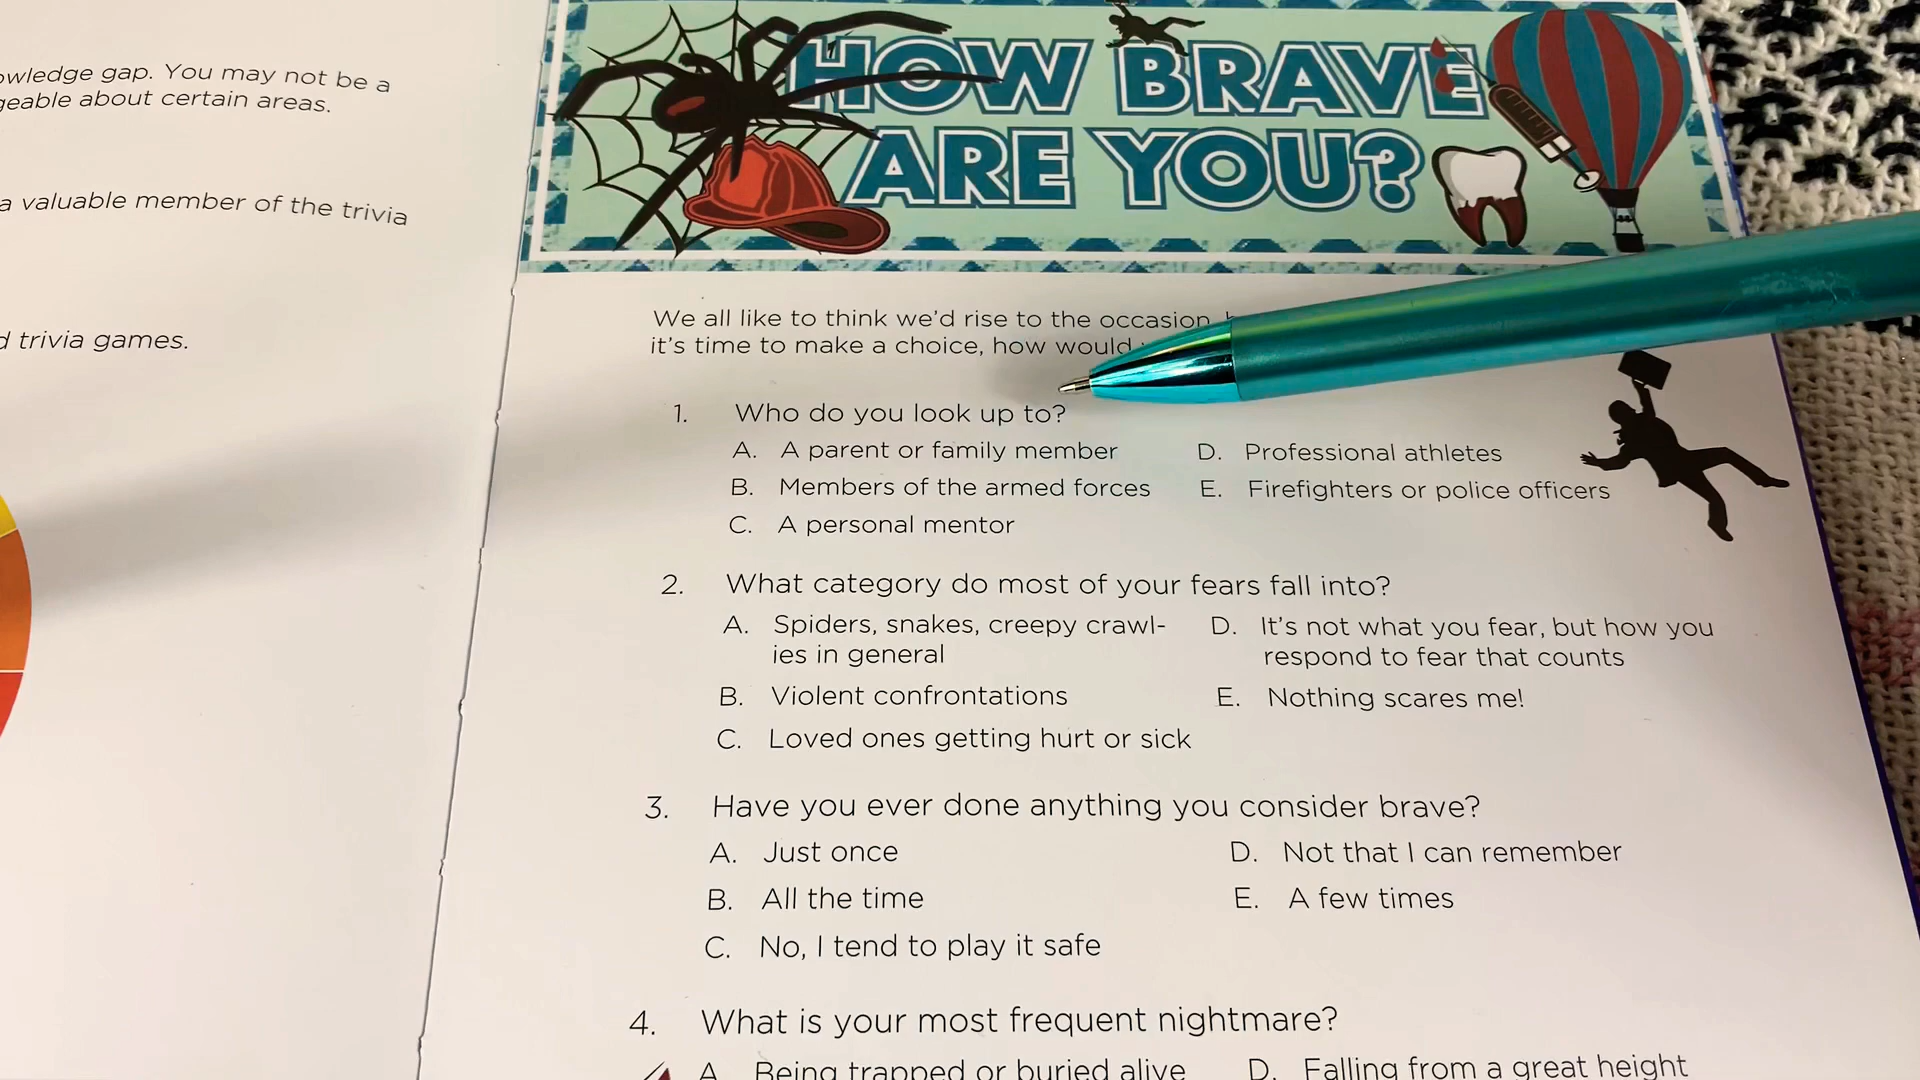 owledge gap. You may not be a
geable about certain areas.
a valuable member of the trivia
d trivia games.
HOW BRAVE
ARE YOU?
We all like to think we'd rise to the occasion,
it's time to make a choice, how would
1. Who do you look up to?
A. A parent or family member
B. Members of the armed forces
C. A personal mentor
D. Professional athletes
E. Firefighters or police officers
2. What category do most of your fears fall into?
A. Spiders, snakes, creepy crawl-
ies in general
B. Violent confrontations
C. Loved ones getting hurt or sick
D. It's not what you fear, but how you
respond to fear that counts
E. Nothing scares me!
3. Have you ever done anything you consider brave?
A. Just once
B. All the time
C. No, I tend to play it safe
D. Not that I can remember
E. A few times
4. What is your most frequent nightmare?
A. Being trapped or buried alive
D. Falling from a great height